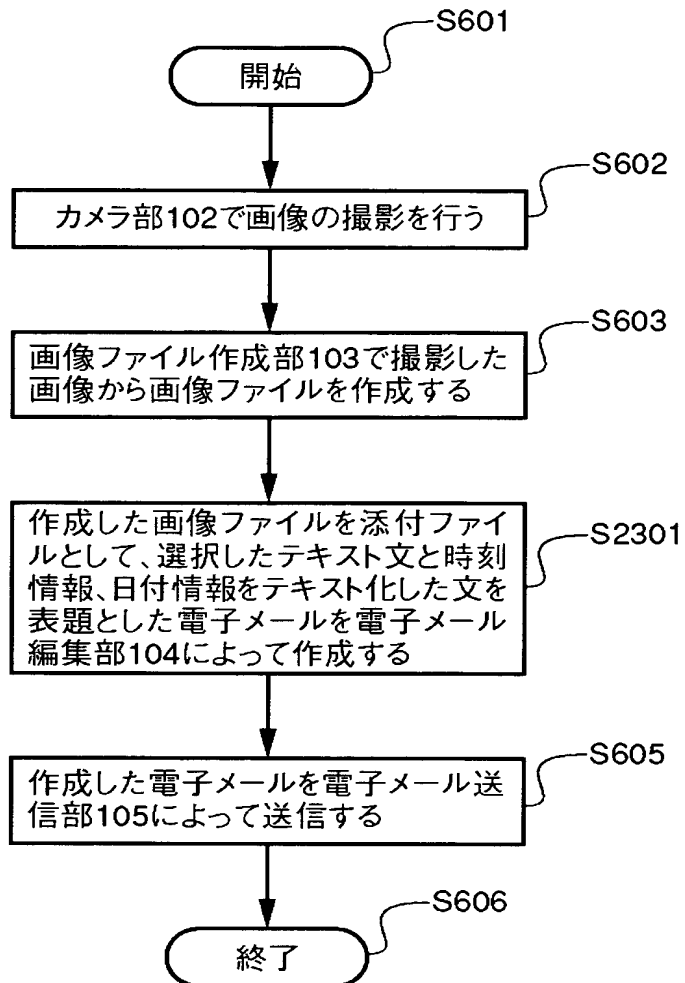 S601
開始
S602
カメラ部102で画像の撮影を行う
S603
画像ファイル作成部103で撮影した
画像から画像ファイルを作成する
S2301
作成した画像ファイルを添付ファイ
ルとして、選択したテキスト文と時刻
情報、日付情報をテキスト化した文を
表題とした電子メールを電子メール
編集部104によって作成する
S605
作成した電子メールを電子メール送
信部105によって送信する
S606
終了